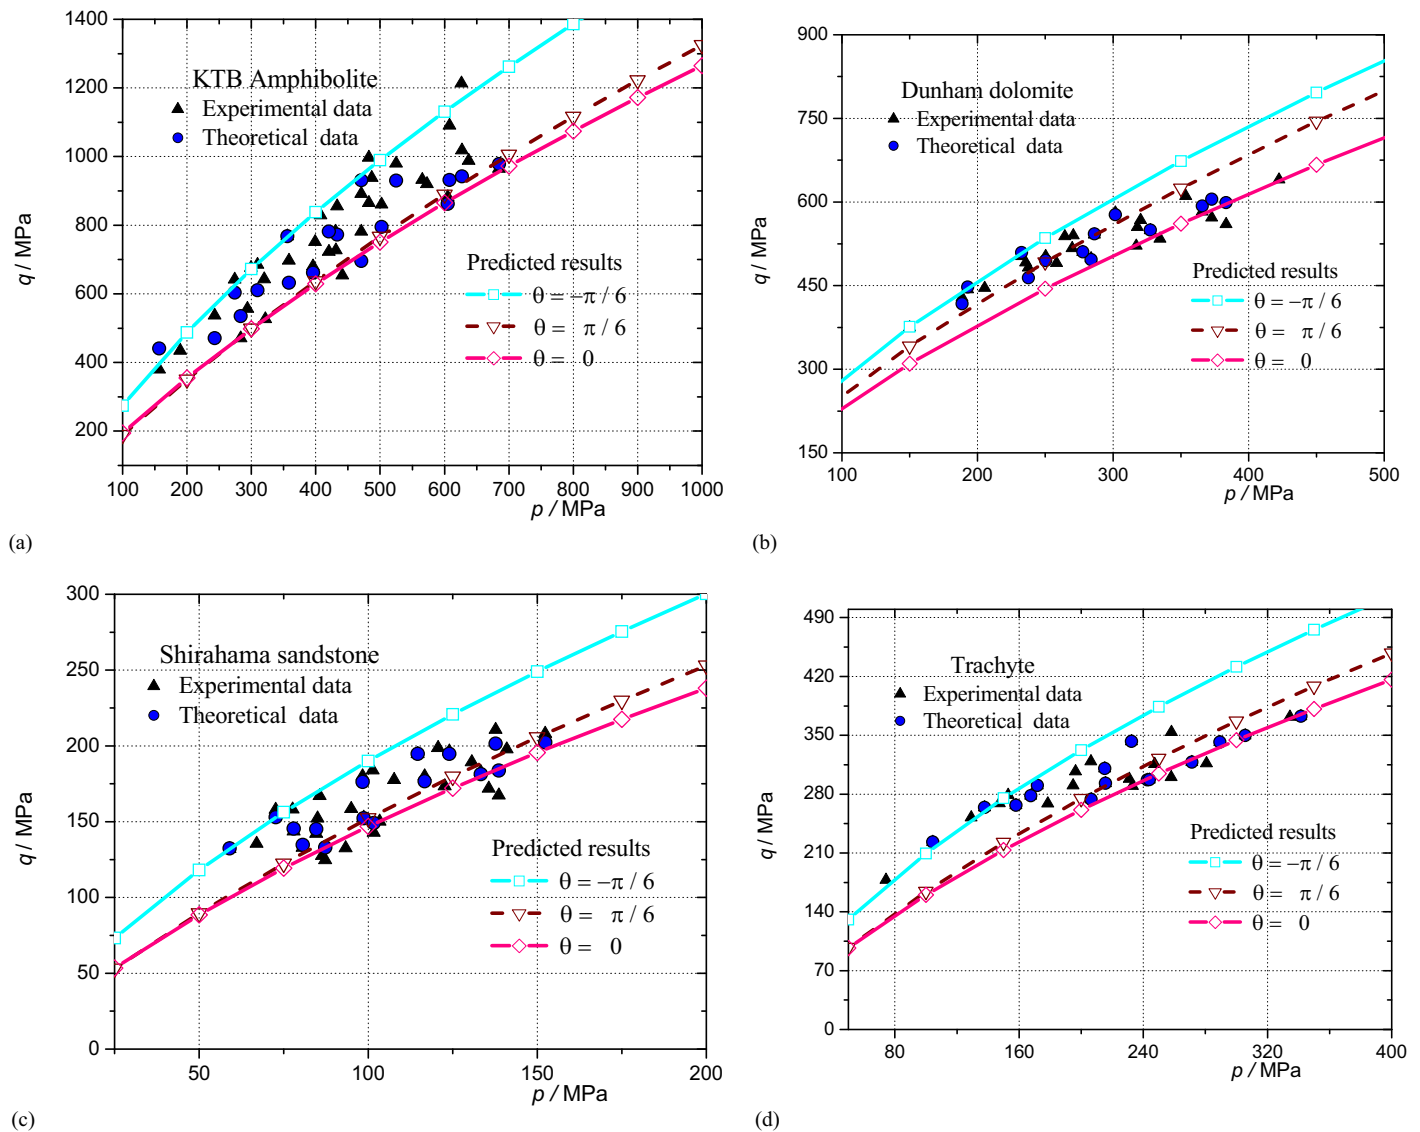 1400
1200
1000
800
600
400
200
q / MPa
KTB Amphibolite
Experimental data
Theoretical data
Predicted results
θ = −π / 6
θ = π / 6
θ = 0
100 200 300 400 500 600 700 800 900 1000
p / MPa
(a)
900
750
600
450
300
150
q / MPa
Dunham dolomite
Experimental data
Theoretical data
Predicted results
θ = −π / 6
θ = π / 6
θ = 0
100 200 300 400 500
p / MPa
(b)
300
250
200
150
100
50
0
q / MPa
Shirahama sandstone
Experimental data
Theoretical data
Predicted results
θ = −π / 6
θ = π / 6
θ = 0
50 100 150 200
p / MPa
(c)
490
420
350
280
210
140
70
0
q / MPa
Trachyte
Experimental data
Theoretical data
Predicted results
θ = −π / 6
θ = π / 6
θ = 0
80 160 240 320 400
p / MPa
(d)